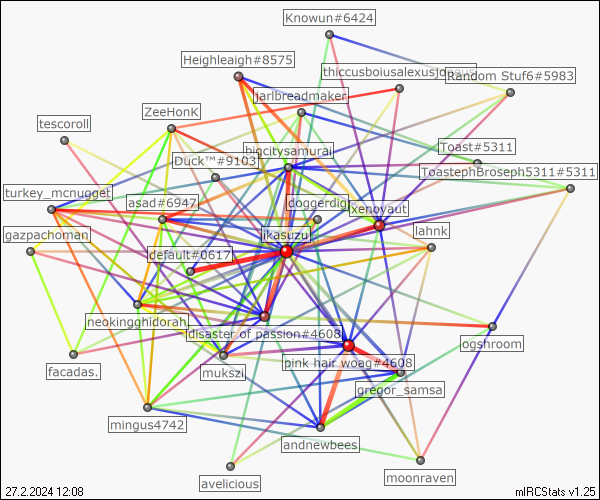 Knowun#6424
Heighleaigh#8575
thiccusboiusalexusjoneus
Random Stuf6#5983
jarlbreadmaker
ZeeHonK
tescoroll
bigcitysamurai
Toast#5311
Duck™#9103
ToastephBroseph5311#5311
turkey_mcnugget
asad#6947
doggerdig
xenoyaut
gazpachoman
ikasuzu
lahnk
default#0617
neokingghidorah
disaster of passion#4608
ogshroom
facadas.
mukszi
pink hair woag#4608
gregor_samsa
mingus4742
andnewbees
avelicious
moonraven
27.2.2024 12:08
mIRCStats v1.25